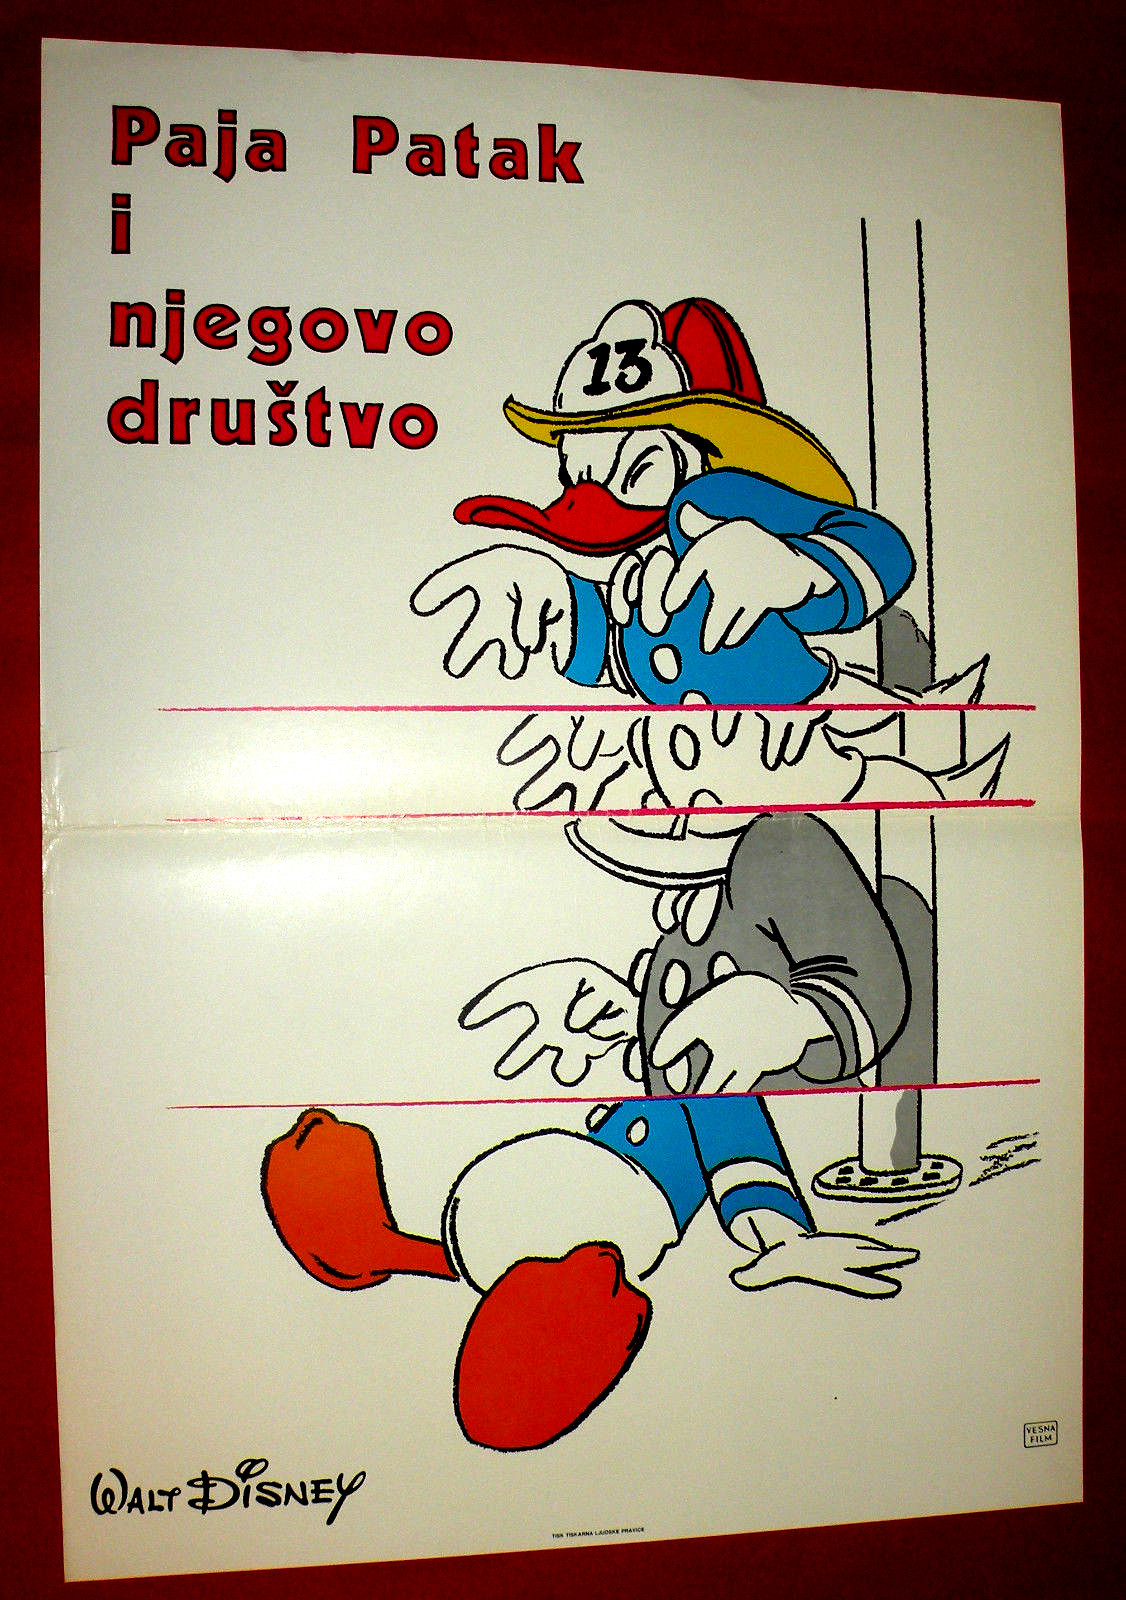 Paja Patak
i
njegovo
društvo
13
VESNA
FILM
WALT DISNEY
TISK TISKARNA LJUDSKE PRAVICE